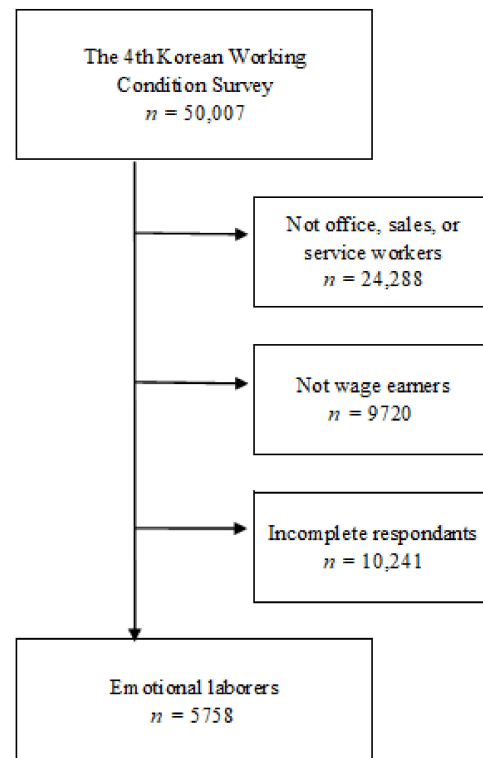 The 4th Korean Working
Condition Survey
n = 50,007
Not office, sales, or
service workers
n = 24,288
Not wage earners
n = 9720
Incomplete respondants
n = 10,241
Emotional laborers
n = 5758